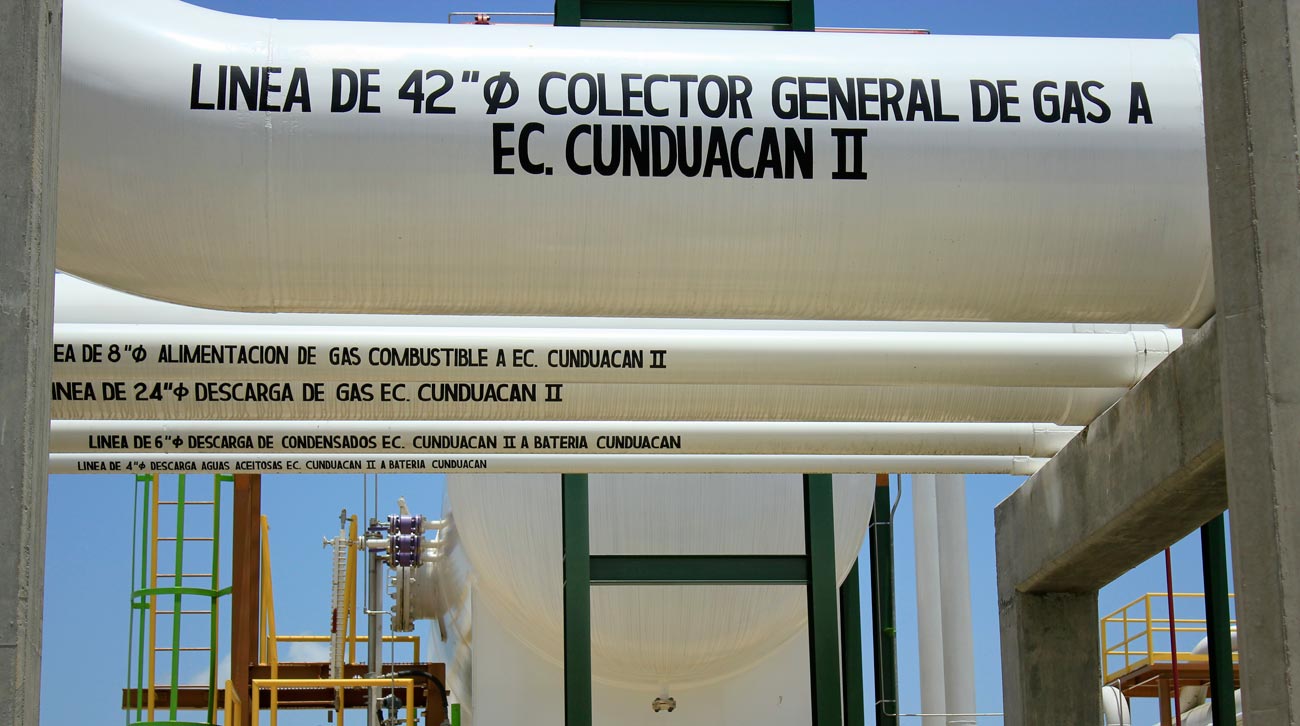 LINEA DE 42"Ø COLECTOR GENERAL DE GAS A
EC. CUNDUACAN II
EA DE 8"Ø ALIMENTACION DE GAS COMBUSTIBLE A EC. CUNDUACAN II
INEA DE 24"Ø DESCARGA DE GAS EC. CUNDUACAN II
LINEA DE 6"Ø DESCARGA DE CONDENSADOS EC. CUNDUACAN II A BATERIA CUNDUACAN
LINEA DE 4"Ø DESCARGA AGUAS ACEITOSAS EC. CUNDUACAN II A BATERIA CUNDUACAN